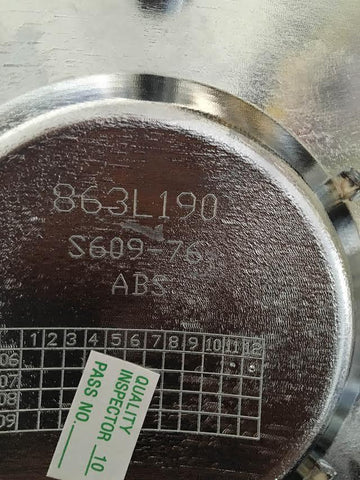 863L190
S609-76
ABS
1 2 3 4 5 6 7 8 9 10 11 12
06
07
08
09
QUALITY
INSPECTOR 10
PASS NO.